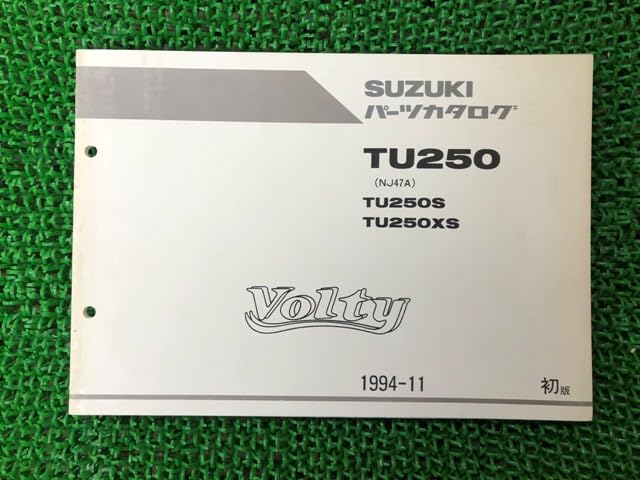 SUZUKI
パーツカタログ
TU250
(NJ47A)
TU250S
TU250XS
Volty
1994-11
初版